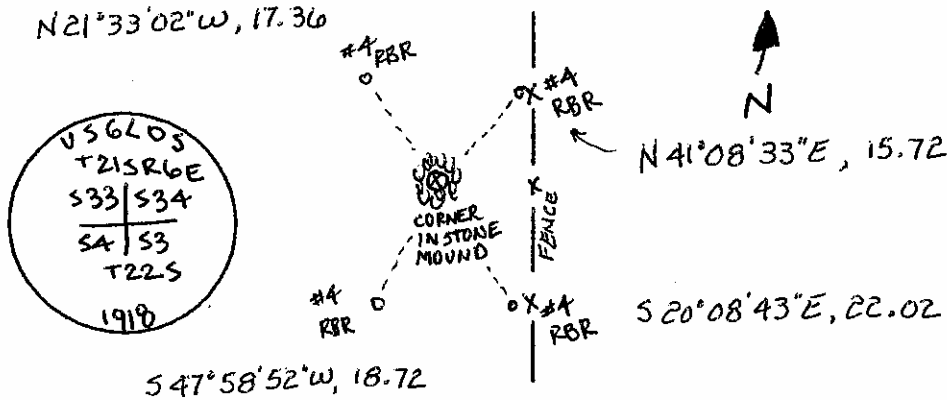 N21°33'02"W, 17.36
#4 RBR
#4
RBR
N
N41°08'33"E, 15.72
USGLOS
T21SR6E
S33 S34
S4 S3
T22S
1918
CORNER
IN STONE
MOUND
FENCE
#4
RBR
#4
RBR
S20°08'43"E, 22.02
S47°58'52"W, 18.72